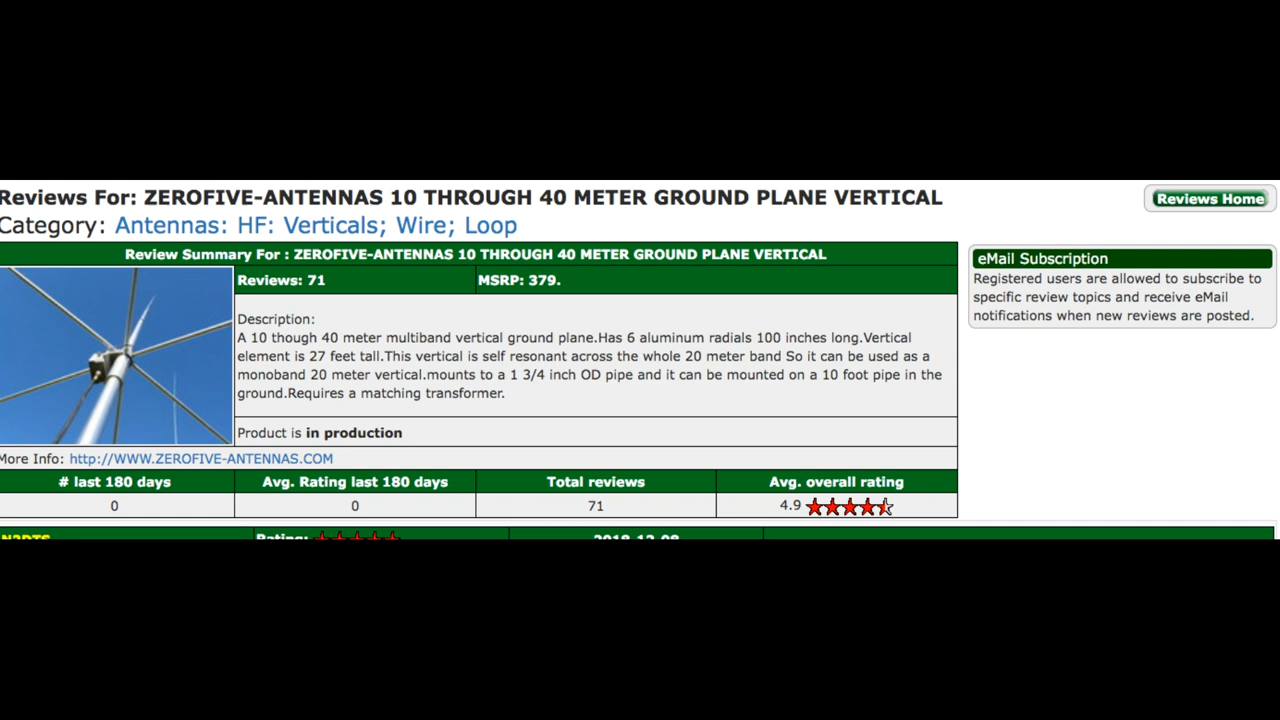 Reviews For: ZEROFIVE-ANTENNAS 10 THROUGH 40 METER GROUND PLANE VERTICAL
Reviews Home
Category: Antennas: HF: Verticals; Wire; Loop
Review Summary For : ZEROFIVE-ANTENNAS 10 THROUGH 40 METER GROUND PLANE VERTICAL
Reviews: 71 MSRP: 379.
Description:
A 10 though 40 meter multiband vertical ground plane.Has 6 aluminum radials 100 inches long.Vertical
element is 27 feet tall.This vertical is self resonant across the whole 20 meter band So it can be used as a
monoband 20 meter vertical.mounts to a 1 3/4 inch OD pipe and it can be mounted on a 10 foot pipe in the
ground.Requires a matching transformer.
Product is in production
More Info: http://WWW.ZEROFIVE-ANTENNAS.COM
# last 180 days Avg. Rating last 180 days Total reviews Avg. overall rating
0 0 71 4.9
eMail Subscription
Registered users are allowed to subscribe to
specific review topics and receive eMail
notifications when new reviews are posted.
N2DTS Rating: 2018-12-08